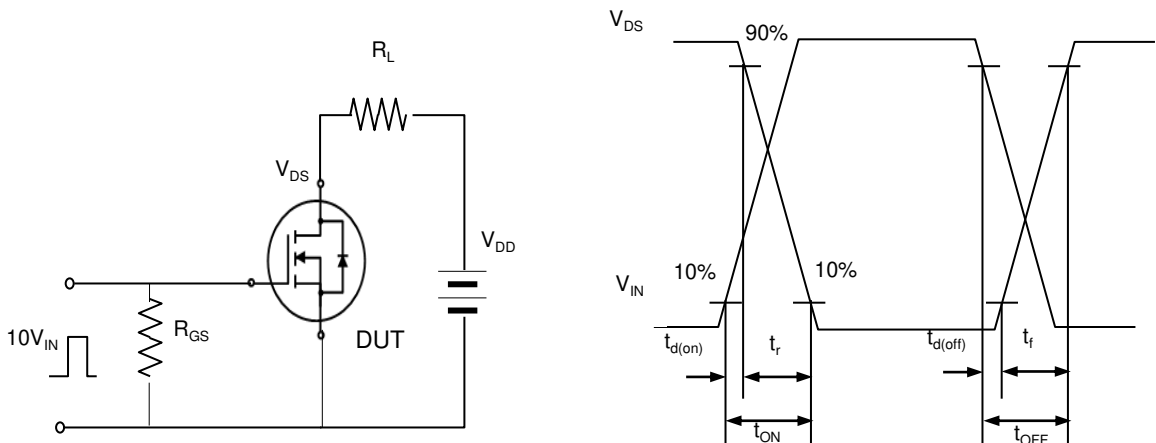 R_L
V_DS
V_DD
10V_IN
R_GS
DUT
V_DS
90%
10%
10%
V_IN
t_d(on)
t_r
t_d(off)
t_f
t_ON
t_OFF